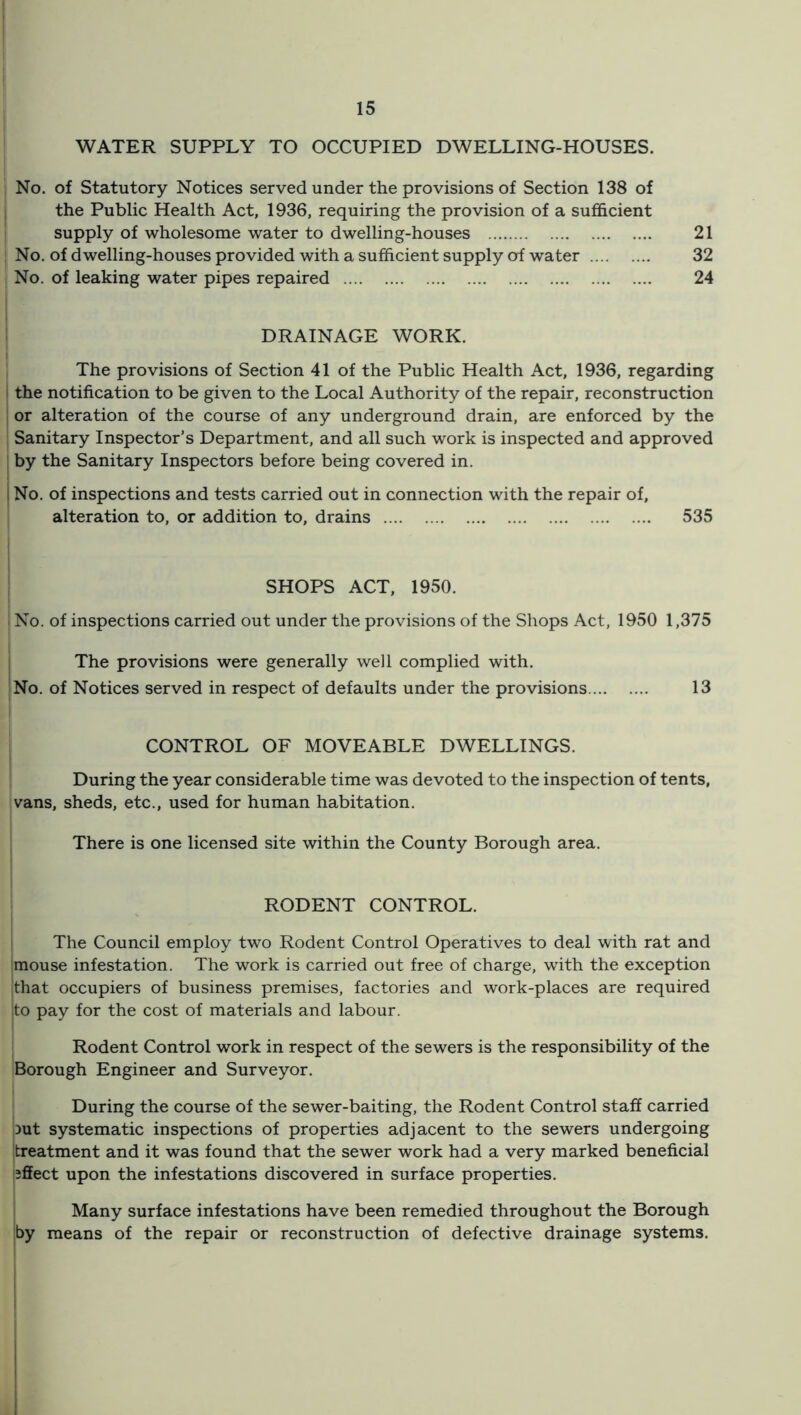 15
WATER SUPPLY TO OCCUPIED DWELLING-HOUSES.
No. of Statutory Notices served under the provisions of Section 138 of
the Public Health Act, 1936, requiring the provision of a sufficient
supply of wholesome water to dwelling-houses ........ .... .... .... 21
No. of dwelling-houses provided with a sufficient supply of water .... .... 32
No. of leaking water pipes repaired .... .... .... .... .... .... .... .... 24
DRAINAGE WORK.
The provisions of Section 41 of the Public Health Act, 1936, regarding
the notification to be given to the Local Authority of the repair, reconstruction
or alteration of the course of any underground drain, are enforced by the
Sanitary Inspector's Department, and all such work is inspected and approved
by the Sanitary Inspectors before being covered in.
No. of inspections and tests carried out in connection with the repair of,
alteration to, or addition to, drains .... .... .... .... .... .... .... 535
SHOPS ACT, 1950.
No. of inspections carried out under the provisions of the Shops Act, 1950 1,375
The provisions were generally well complied with.
No. of Notices served in respect of defaults under the provisions.... .... 13
CONTROL OF MOVEABLE DWELLINGS.
During the year considerable time was devoted to the inspection of tents,
vans, sheds, etc., used for human habitation.
There is one licensed site within the County Borough area.
RODENT CONTROL.
The Council employ two Rodent Control Operatives to deal with rat and
mouse infestation. The work is carried out free of charge, with the exception
that occupiers of business premises, factories and work-places are required
to pay for the cost of materials and labour.
Rodent Control work in respect of the sewers is the responsibility of the
Borough Engineer and Surveyor.
During the course of the sewer-baiting, the Rodent Control staff carried
out systematic inspections of properties adjacent to the sewers undergoing
treatment and it was found that the sewer work had a very marked beneficial
effect upon the infestations discovered in surface properties.
Many surface infestations have been remedied throughout the Borough
by means of the repair or reconstruction of defective drainage systems.